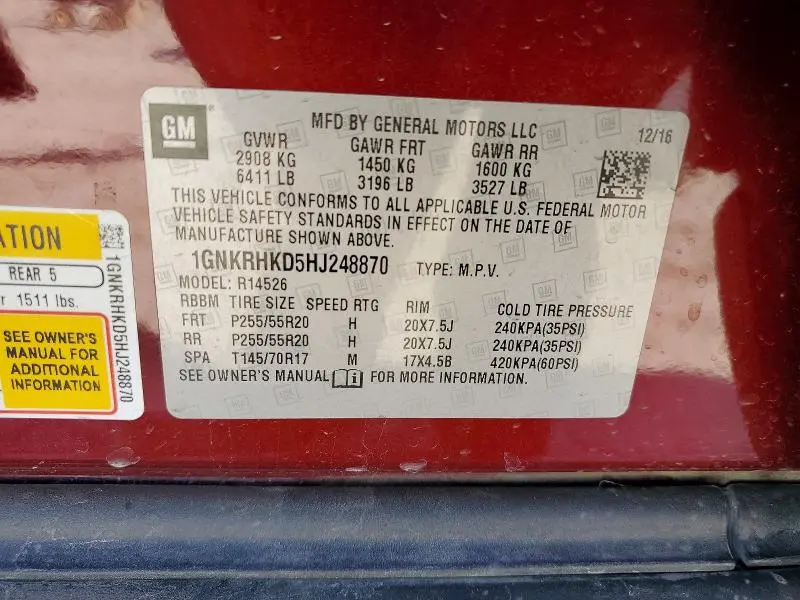 GM
MFD BY GENERAL MOTORS LLC
12/16
GVWR GAWR FRT GAWR RR
2908 KG 1450 KG 1600 KG
6411 LB 3196 LB 3527 LB
THIS VEHICLE CONFORMS TO ALL APPLICABLE U.S. FEDERAL MOTOR
VEHICLE SAFETY STANDARDS IN EFFECT ON THE DATE OF
MANUFACTURE SHOWN ABOVE.
1GNKRHKD5HJ248870 TYPE: M.P.V.
MODEL: R14526
RBBM TIRE SIZE SPEED RTG RIM COLD TIRE PRESSURE
FRT P255/55R20 H 20X7.5J 240KPA(35PSI)
RR P255/55R20 H 20X7.5J 240KPA(35PSI)
SPA T145/70R17 M 17X4.5B 420KPA(60PSI)
SEE OWNER'S MANUAL i FOR MORE INFORMATION.
REAR 5
1511 lbs.
SEE OWNER'S
MANUAL FOR
ADDITIONAL
INFORMATION
1GNKRHKD5HJ248870